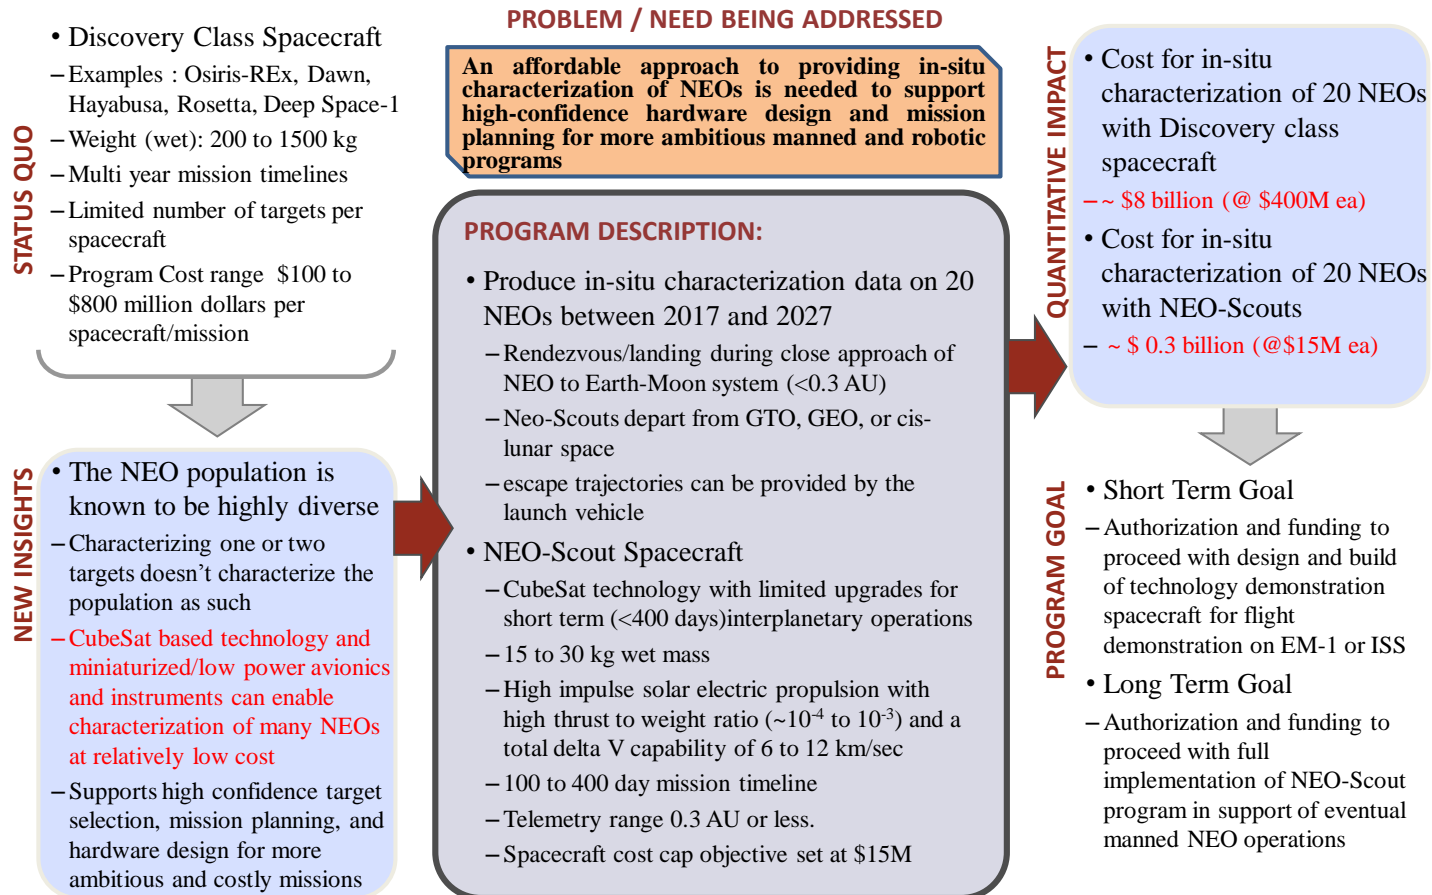 PROBLEM / NEED BEING ADDRESSED
An affordable approach to providing in-situ
characterization of NEOs is needed to support
high-confidence hardware design and mission
planning for more ambitious manned and robotic
programs
STATUS QUO
• Discovery Class Spacecraft
– Examples : Osiris-REx, Dawn,
Hayabusa, Rosetta, Deep Space-1
– Weight (wet): 200 to 1500 kg
– Multi year mission timelines
– Limited number of targets per
spacecraft
– Program Cost range $100 to
$800 million dollars per
spacecraft/mission
NEW INSIGHTS
• The NEO population is
known to be highly diverse
– Characterizing one or two
targets doesn't characterize the
population as such
– CubeSat based technology and
miniaturized/low power avionics
and instruments can enable
characterization of many NEOs
at relatively low cost
– Supports high confidence target
selection, mission planning, and
hardware design for more
ambitious and costly missions
PROGRAM DESCRIPTION:
• Produce in-situ characterization data on 20
NEOs between 2017 and 2027
– Rendezvous/landing during close approach of
NEO to Earth-Moon system (<0.3 AU)
– Neo-Scouts depart from GTO, GEO, or cis-
lunar space
– escape trajectories can be provided by the
launch vehicle
• NEO-Scout Spacecraft
– CubeSat technology with limited upgrades for
short term (<400 days)interplanetary operations
– 15 to 30 kg wet mass
– High impulse solar electric propulsion with
high thrust to weight ratio (~10⁻⁴ to 10⁻³) and a
total delta V capability of 6 to 12 km/sec
– 100 to 400 day mission timeline
– Telemetry range 0.3 AU or less.
– Spacecraft cost cap objective set at $15M
QUANTITATIVE IMPACT
• Cost for in-situ
characterization of 20 NEOs
with Discovery class
spacecraft
– ~ $8 billion (@ $400M ea)
• Cost for in-situ
characterization of 20 NEOs
with NEO-Scouts
– ~ $ 0.3 billion (@$15M ea)
PROGRAM GOAL
• Short Term Goal
– Authorization and funding to
proceed with design and build
of technology demonstration
spacecraft for flight
demonstration on EM-1 or ISS
• Long Term Goal
– Authorization and funding to
proceed with full
implementation of NEO-Scout
program in support of eventual
manned NEO operations